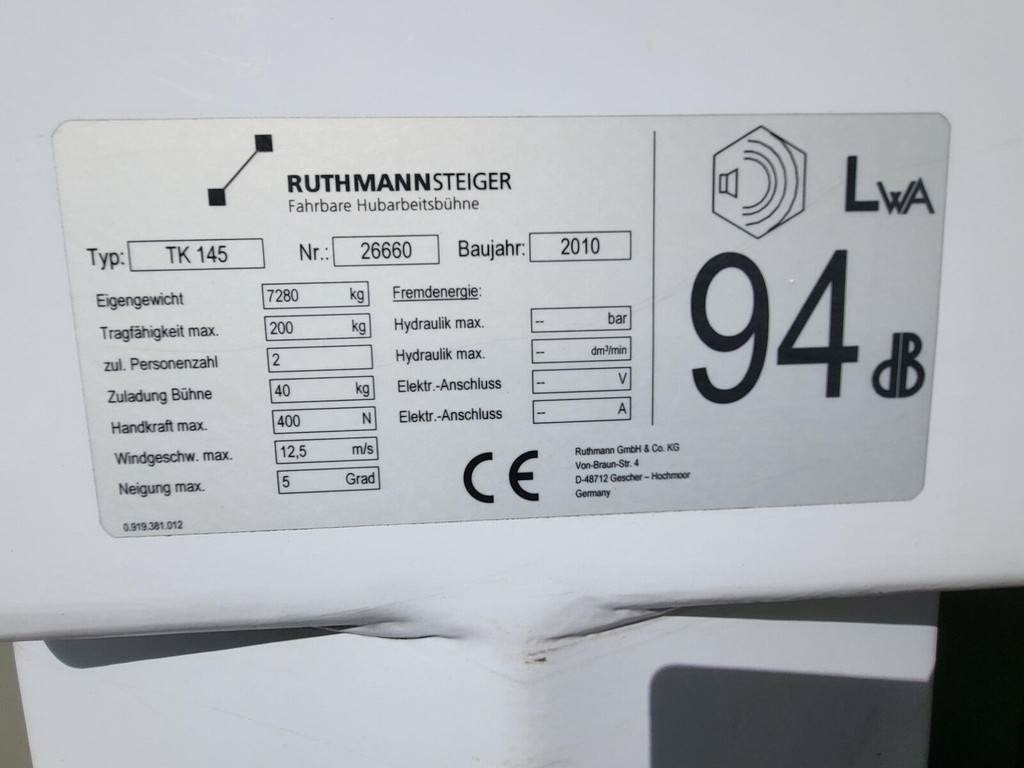 RUTHMANNSTEIGER
Fahrbare Hubarbeitsbühne
Typ: TK 145 Nr.: 26660 Baujahr: 2010
Eigengewicht 7280 kg
Tragfähigkeit max. 200 kg
zul. Personenzahl 2
Zuladung Bühne 40 kg
Handkraft max. 400 N
Windgeschw. max. 12,5 m/s
Neigung max. 5 Grad
0.919.381.012
Fremdenergie:
Hydraulik max. -- bar
Hydraulik max. -- dm³/min
Elektr.-Anschluss -- V
Elektr.-Anschluss -- A
CE
Ruthmann GmbH & Co. KG
Von-Braun-Str. 4
D-48712 Gescher – Hochmoor
Germany
LWA
94 dB